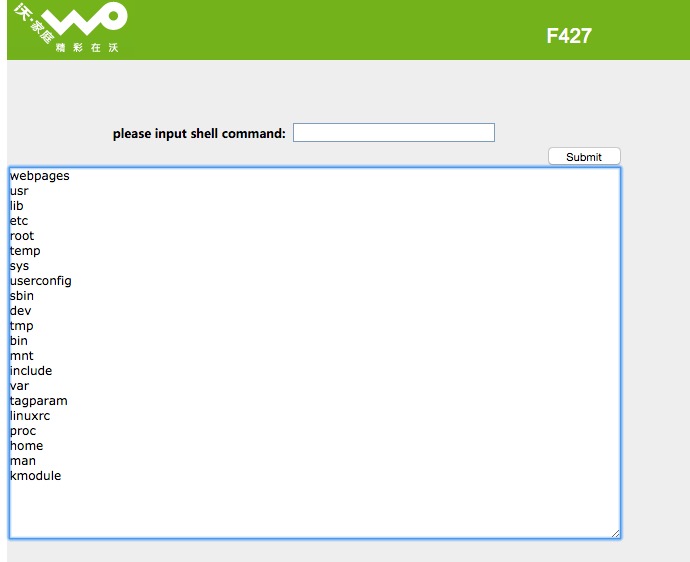 沃·家庭
WO
精彩在沃
F427
please input shell command:
Submit
webpages
usr
lib
etc
root
temp
sys
userconfig
sbin
dev
tmp
bin
mnt
include
var
tagparam
linuxrc
proc
home
man
kmodule